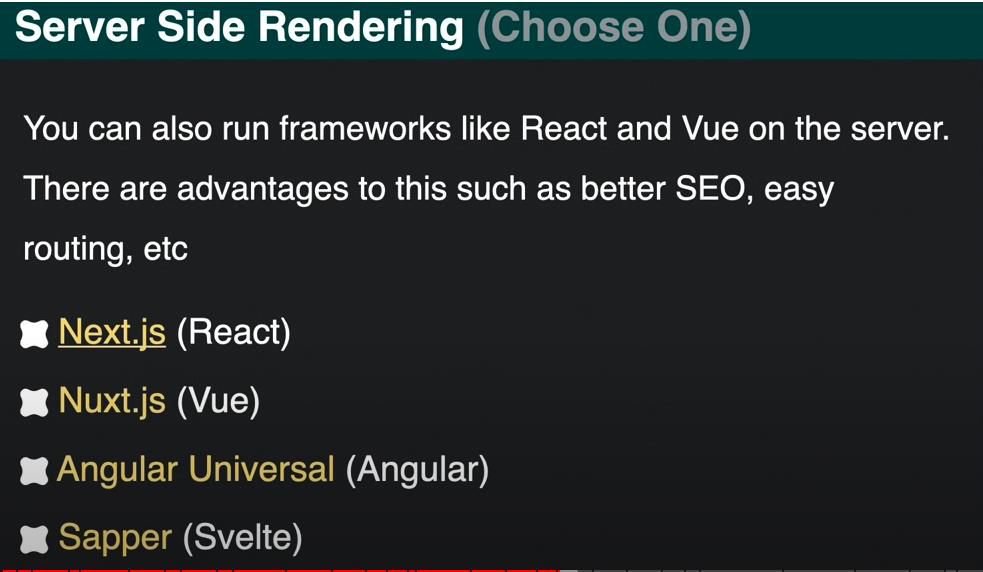 Server Side Rendering (Choose One)
You can also run frameworks like React and Vue on the server.
There are advantages to this such as better SEO, easy
routing, etc
Next.js (React)
Nuxt.js (Vue)
Angular Universal (Angular)
Sapper (Svelte)